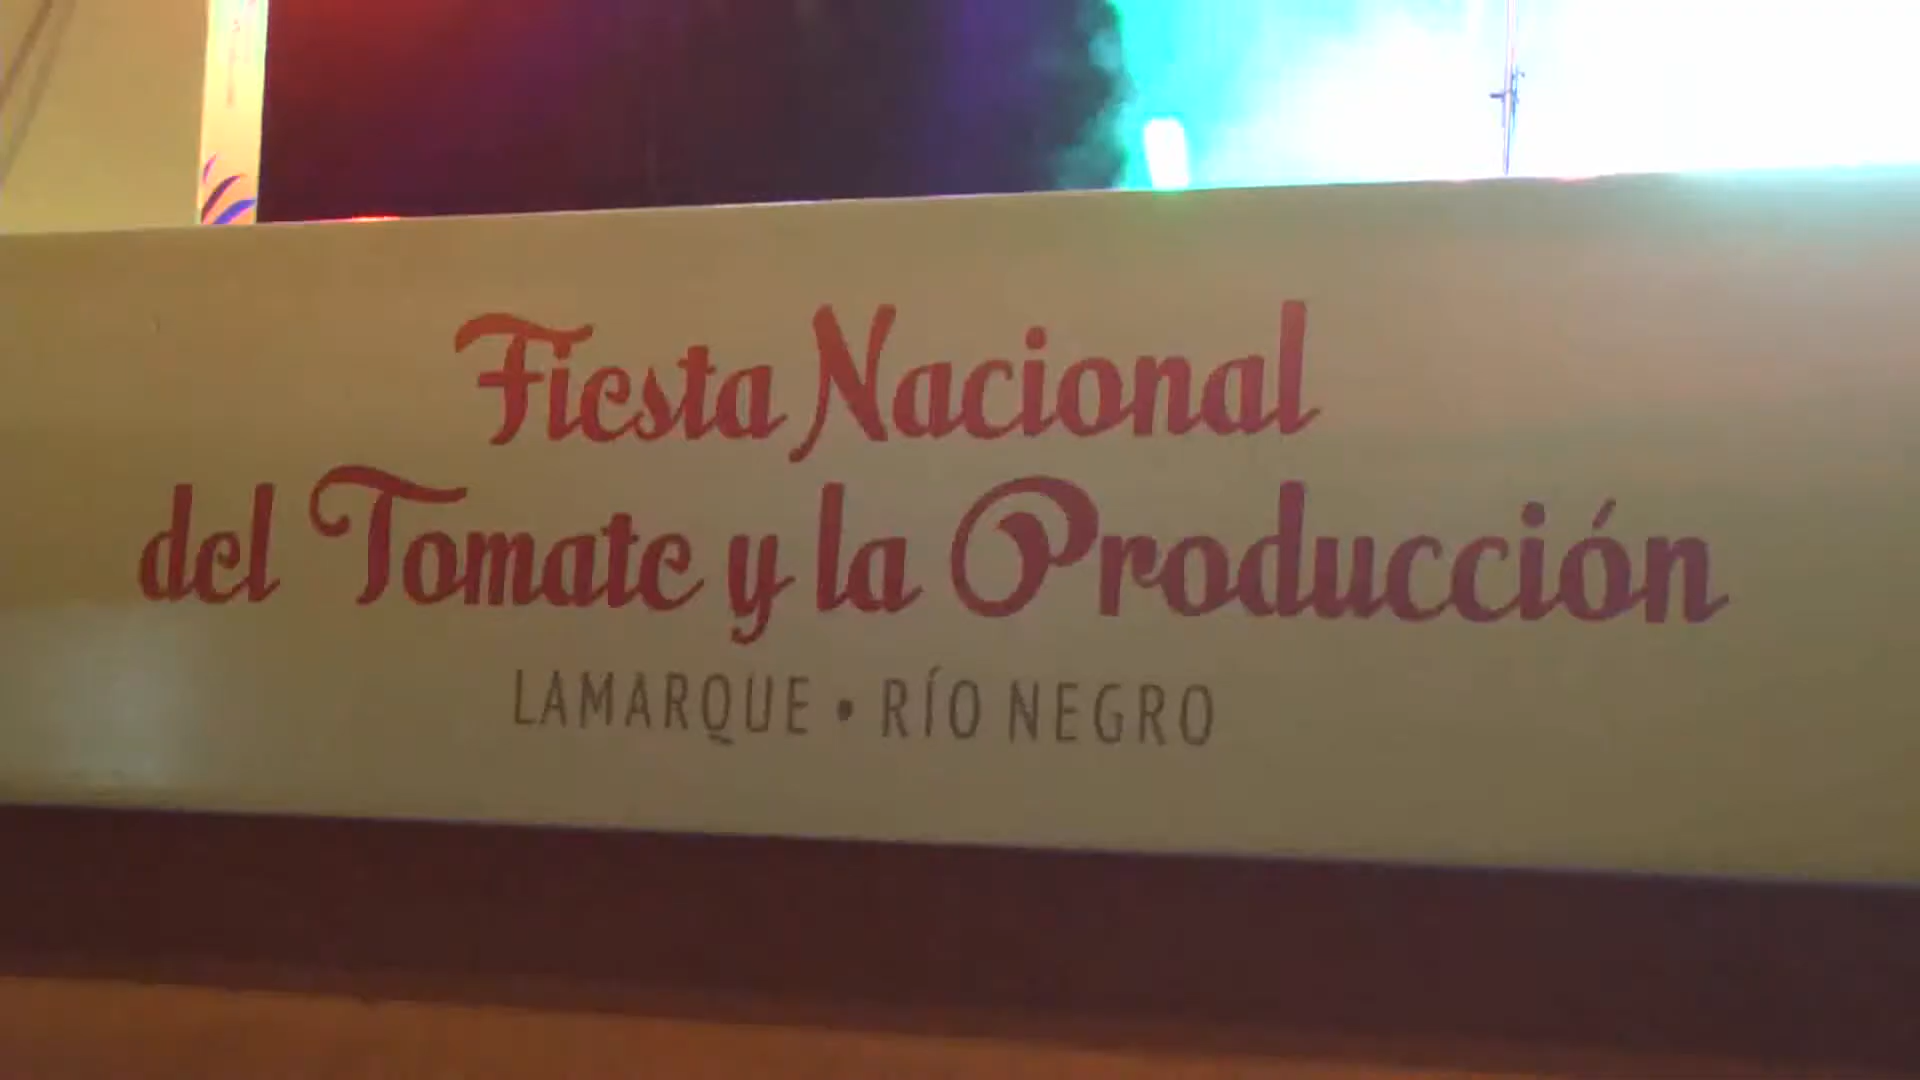 Fiesta Nacional
del Tomate y la Producción
LAMARQUE • RÍO NEGRO